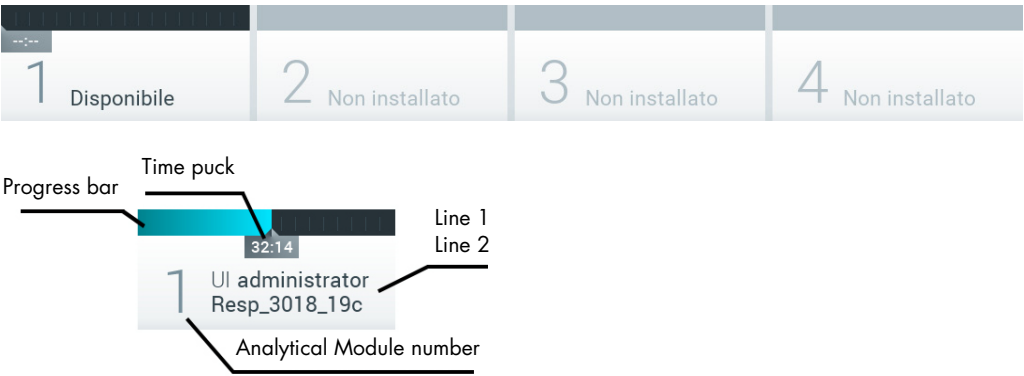 --:--
1 Disponibile
2 Non installato
3 Non installato
4 Non installato
Time puck
Progress bar
Line 1
Line 2
32:14
1 UI administrator
Resp_3018_19c
Analytical Module number